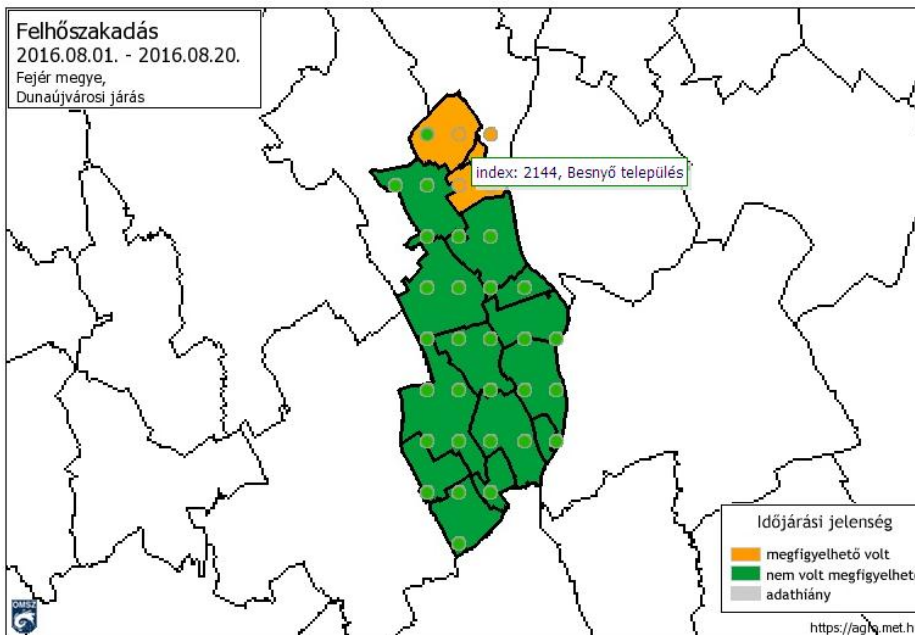 Felhőszakadás
2016.08.01. - 2016.08.20.
Fejér megye,
Dunaújvárosi járás
index: 2144, Besnyő település
Időjárási jelenség
megfigyelhető volt
nem volt megfigyelhető
adathiány
OMSZ
https://agro.met.h